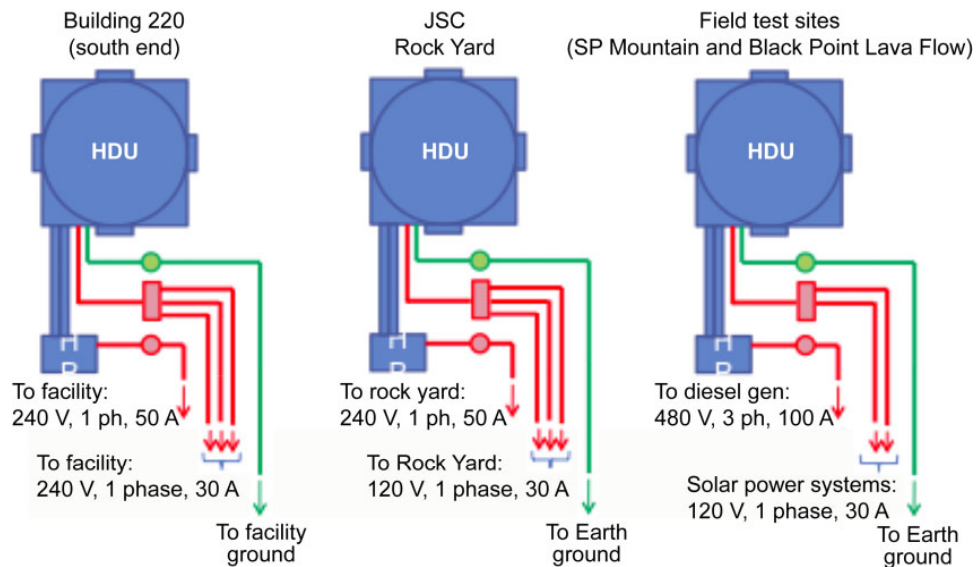 Building 220
(south end)
HDU
To facility:
240 V, 1 ph, 50 A
To facility:
240 V, 1 phase, 30 A
To facility
ground
JSC
Rock Yard
HDU
To rock yard:
240 V, 1 ph, 50 A
To Rock Yard:
120 V, 1 phase, 30 A
To Earth
ground
Field test sites
(SP Mountain and Black Point Lava Flow)
HDU
To diesel gen:
480 V, 3 ph, 100 A
Solar power systems:
120 V, 1 phase, 30 A
To Earth
ground